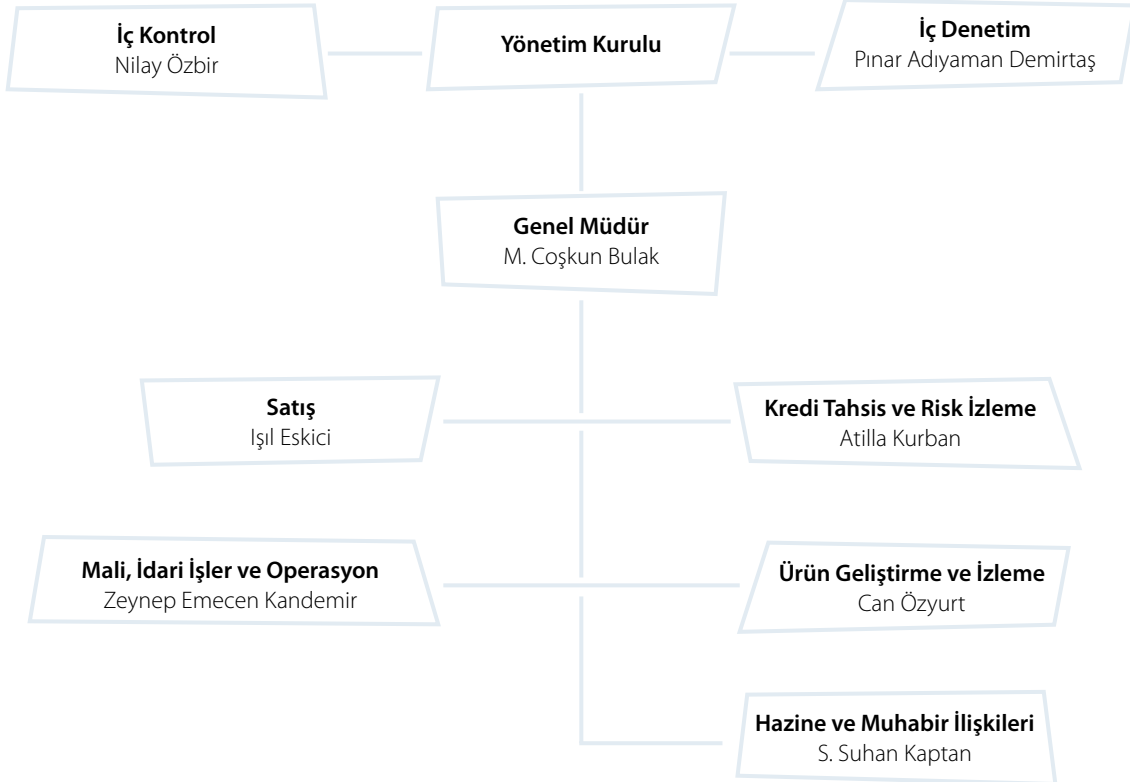 İç Kontrol
Nilay Özbir
Yönetim Kurulu
İç Denetim
Pınar Adıyaman Demirtaş
Genel Müdür
M. Coşkun Bulak
Satış
Işıl Eskici
Kredi Tahsis ve Risk İzleme
Atilla Kurban
Mali, İdari İşler ve Operasyon
Zeynep Emecen Kandemir
Ürün Geliştirme ve İzleme
Can Özyurt
Hazine ve Muhabir İlişkileri
S. Suhan Kaptan